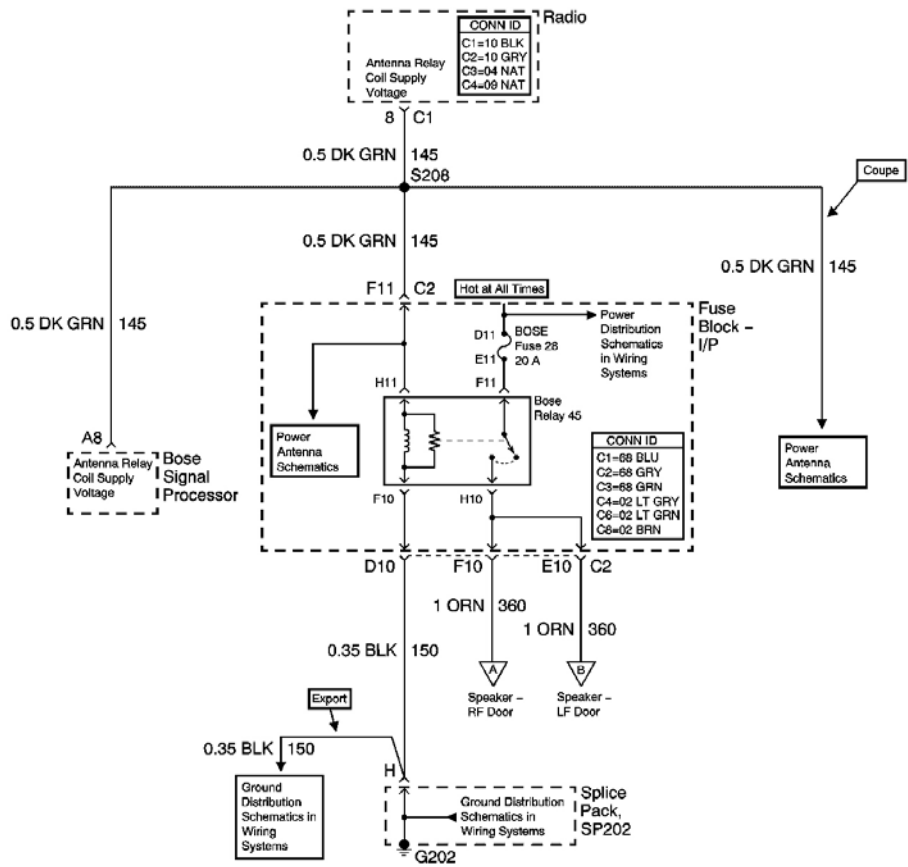 Radio
CONN ID
C1=10 BLK
C2=10 GRY
C3=04 NAT
C4=09 NAT
Antenna Relay
Coil Supply
Voltage
8 C1
0.5 DK GRN 145
S208
Coupe
0.5 DK GRN 145
0.5 DK GRN 145
0.5 DK GRN 145
F11 C2
Hot at All Times
Fuse
Block –
I/P
D11
E11
BOSE
Fuse 28
20 A
Power
Distribution
Schematics
in Wiring
Systems
H11
F11
Bose
Relay 45
Power
Antenna
Schematics
A8
Antenna Relay
Coil Supply
Voltage
Bose
Signal
Processor
CONN ID
C1=68 BLU
C2=68 GRY
C3=68 GRN
C4=02 LT GRY
C6=02 LT GRN
C8=02 BRN
Power
Antenna
Schematics
F10
H10
D10
F10
E10 C2
1 ORN 360
1 ORN 360
0.35 BLK 150
A
B
Speaker –
RF Door
Speaker –
LF Door
Export
0.35 BLK 150
H
Ground
Distribution
Schematics in
Wiring
Systems
Ground Distribution
Schematics in
Wiring Systems
Splice
Pack,
SP202
G202